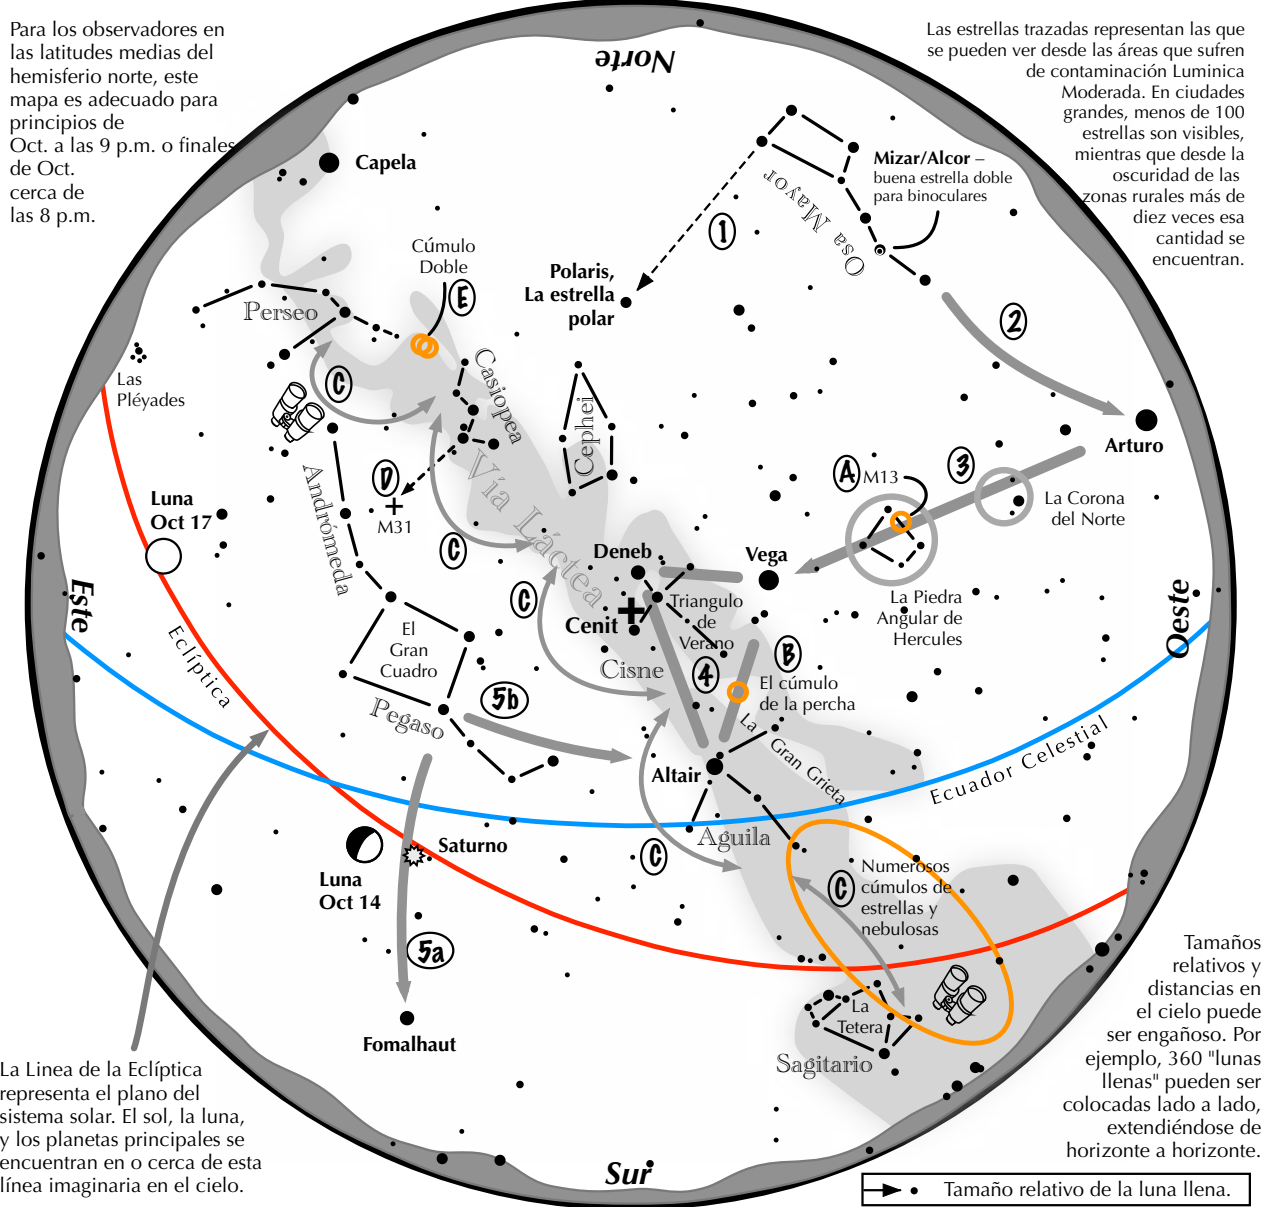 Para los observadores en
las latitudes medias del
hemisferio norte, este
mapa es adecuado para
principios de
Oct. a las 9 p.m. o finales
de Oct.
cerca de
las 8 p.m.
Las estrellas trazadas representan las que
se pueden ver desde las áreas que sufren
de contaminación Luminica
Moderada. En ciudades
grandes, menos de 100
estrellas son visibles,
mientras que desde la
oscuridad de las
zonas rurales más de
diez veces esa
cantidad se
encuentran.
Norte
Capela
Mizar/Alcor –
buena estrella doble
para binoculares
Osa Mayor
1
Cúmulo
Doble
E
Polaris,
La estrella
polar
Perseo
2
Las
Pléyades
C
Casiopea
Cephei
Arturo
Andrómeda
D
M31
Vía Láctea
A
M13
3
La Corona
del Norte
Luna
Oct 17
C
Deneb
Vega
Este
C
Cenit
Triangulo
de
Verano
La Piedra
Angular de
Hercules
Oeste
Eclíptica
El
Gran
Cuadro
Cisne
4
B
El cúmulo
de la percha
Pegaso
5b
La Gran Grieta
Altair
Ecuador Celestial
Aguila
Saturno
C
Luna
Oct 14
C
Numerosos
cúmulos de
estrellas y
nebulosas
5a
Fomalhaut
La
Tetera
Sagitario
Sur
La Linea de la Eclíptica
representa el plano del
sistema solar. El sol, la luna,
y los planetas principales se
encuentran en o cerca de esta
línea imaginaria en el cielo.
Tamaños
relativos y
distancias en
el cielo puede
ser engañoso. Por
ejemplo, 360 "lunas
llenas" pueden ser
colocadas lado a lado,
extendiéndose de
horizonte a horizonte.
Tamaño relativo de la luna llena.